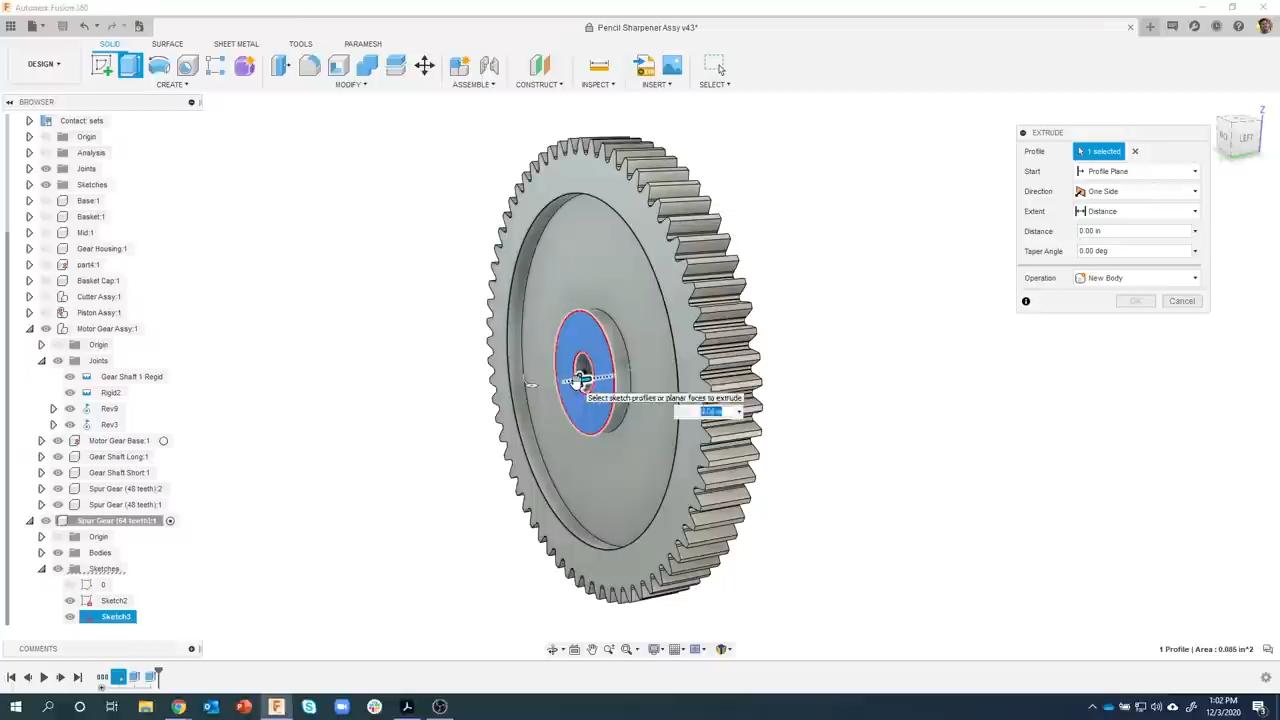 Autodesk Fusion 360
Pencil Sharpener Assy v43*
SOLID SURFACE SHEET METAL TOOLS PARAMESH
DESIGN
CREATE MODIFY ASSEMBLE CONSTRUCT INSPECT INSERT SELECT
BROWSER
Contact: sets
Origin
Analysis
Joints
Sketches
Base:1
Basket:1
Mid:1
Gear Housing:1
part4:1
Basket Cap:1
Cutter Assy:1
Piston Assy:1
Motor Gear Assy:1
Origin
Joints
Gear Shaft 1 Regid
Rigid2
Rev9
Rev3
Motor Gear Base:1
Gear Shaft Long:1
Gear Shaft Short:1
Spur Gear (48 teeth):2
Spur Gear (48 teeth):1
Spur Gear (64 teeth):1
Origin
Bodies
Sketches
0
Sketch2
Sketch3
Select sketch profiles or planar faces to extrude
EXTRUDE
Profile 1 selected
Start Profile Plane
Direction One Side
Extent Distance
Distance 0.00 in
Taper Angle 0.00 deg
Operation New Body
OK Cancel
Z
LEFT
COMMENTS
1 Profile | Area : 0.085 in^2
1:02 PM
12/3/2020